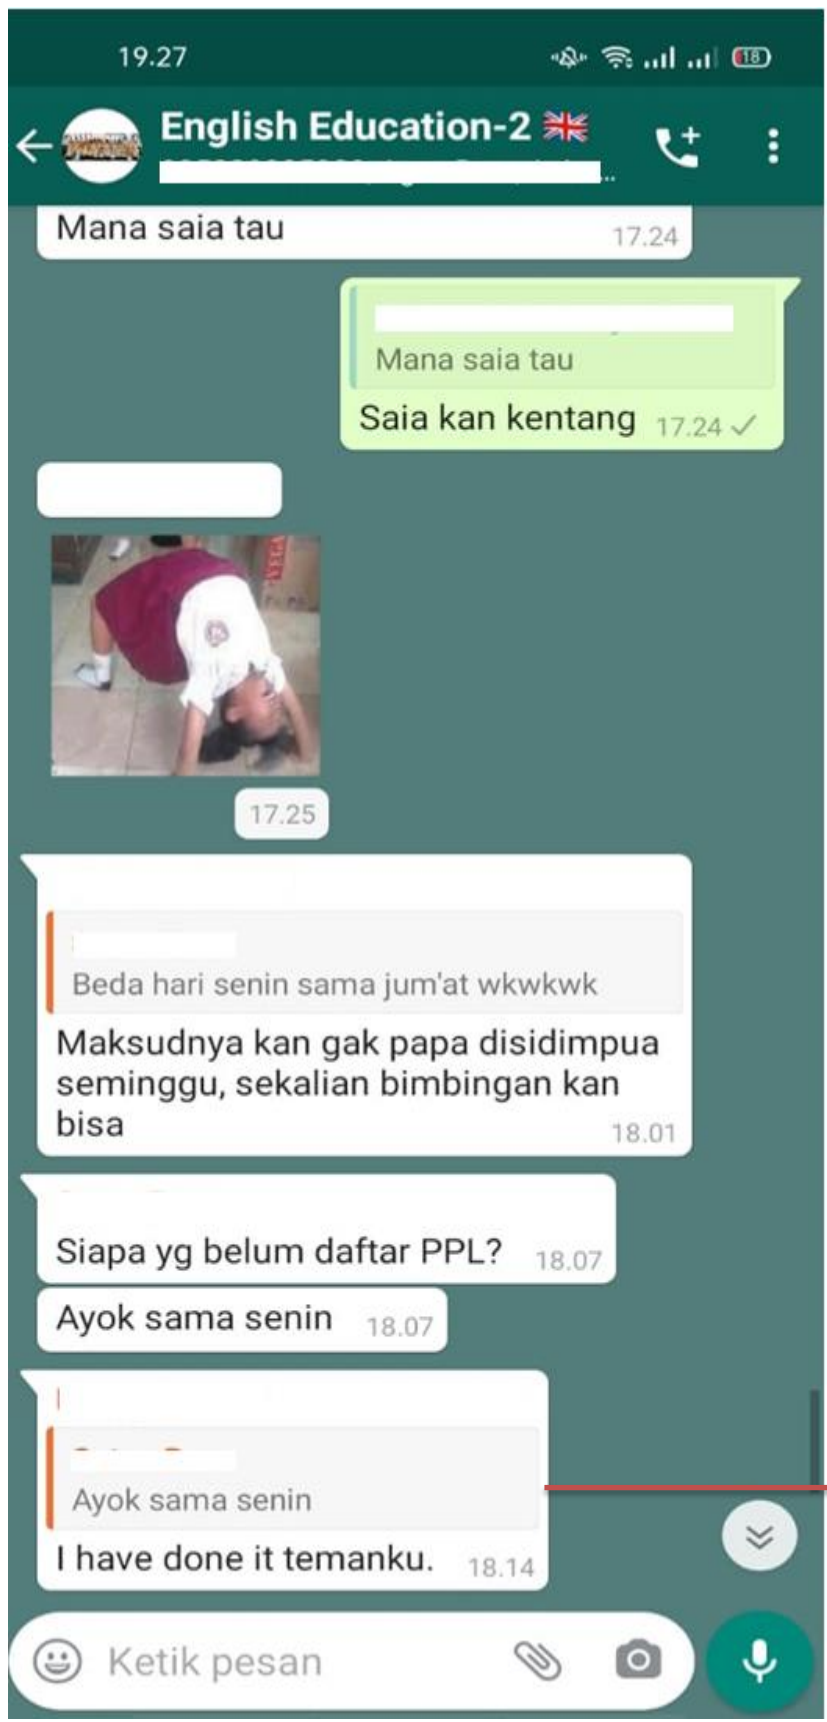 19.27
18
English Education-2
Mana saia tau
17.24
Mana saia tau
Saia kan kentang 17.24
17.25
Beda hari senin sama jum'at wkwkwk
Maksudnya kan gak papa disidimpua
seminggu, sekalian bimbingan kan
bisa
18.01
Siapa yg belum daftar PPL? 18.07
Ayok sama senin 18.07
Ayok sama senin
I have done it temanku. 18.14
Ketik pesan